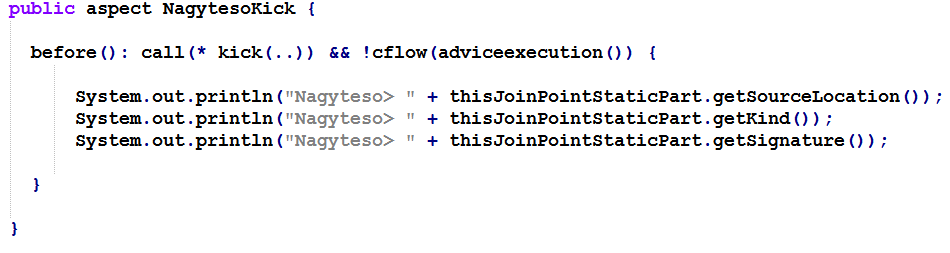 public aspect NagytesoKick {
before(): call(* kick(..)) && !cflow(adviceexecution()) {
System.out.println("Nagyteso> " + thisJoinPointStaticPart.getSourceLocation());
System.out.println("Nagyteso> " + thisJoinPointStaticPart.getKind());
System.out.println("Nagyteso> " + thisJoinPointStaticPart.getSignature());
}
}